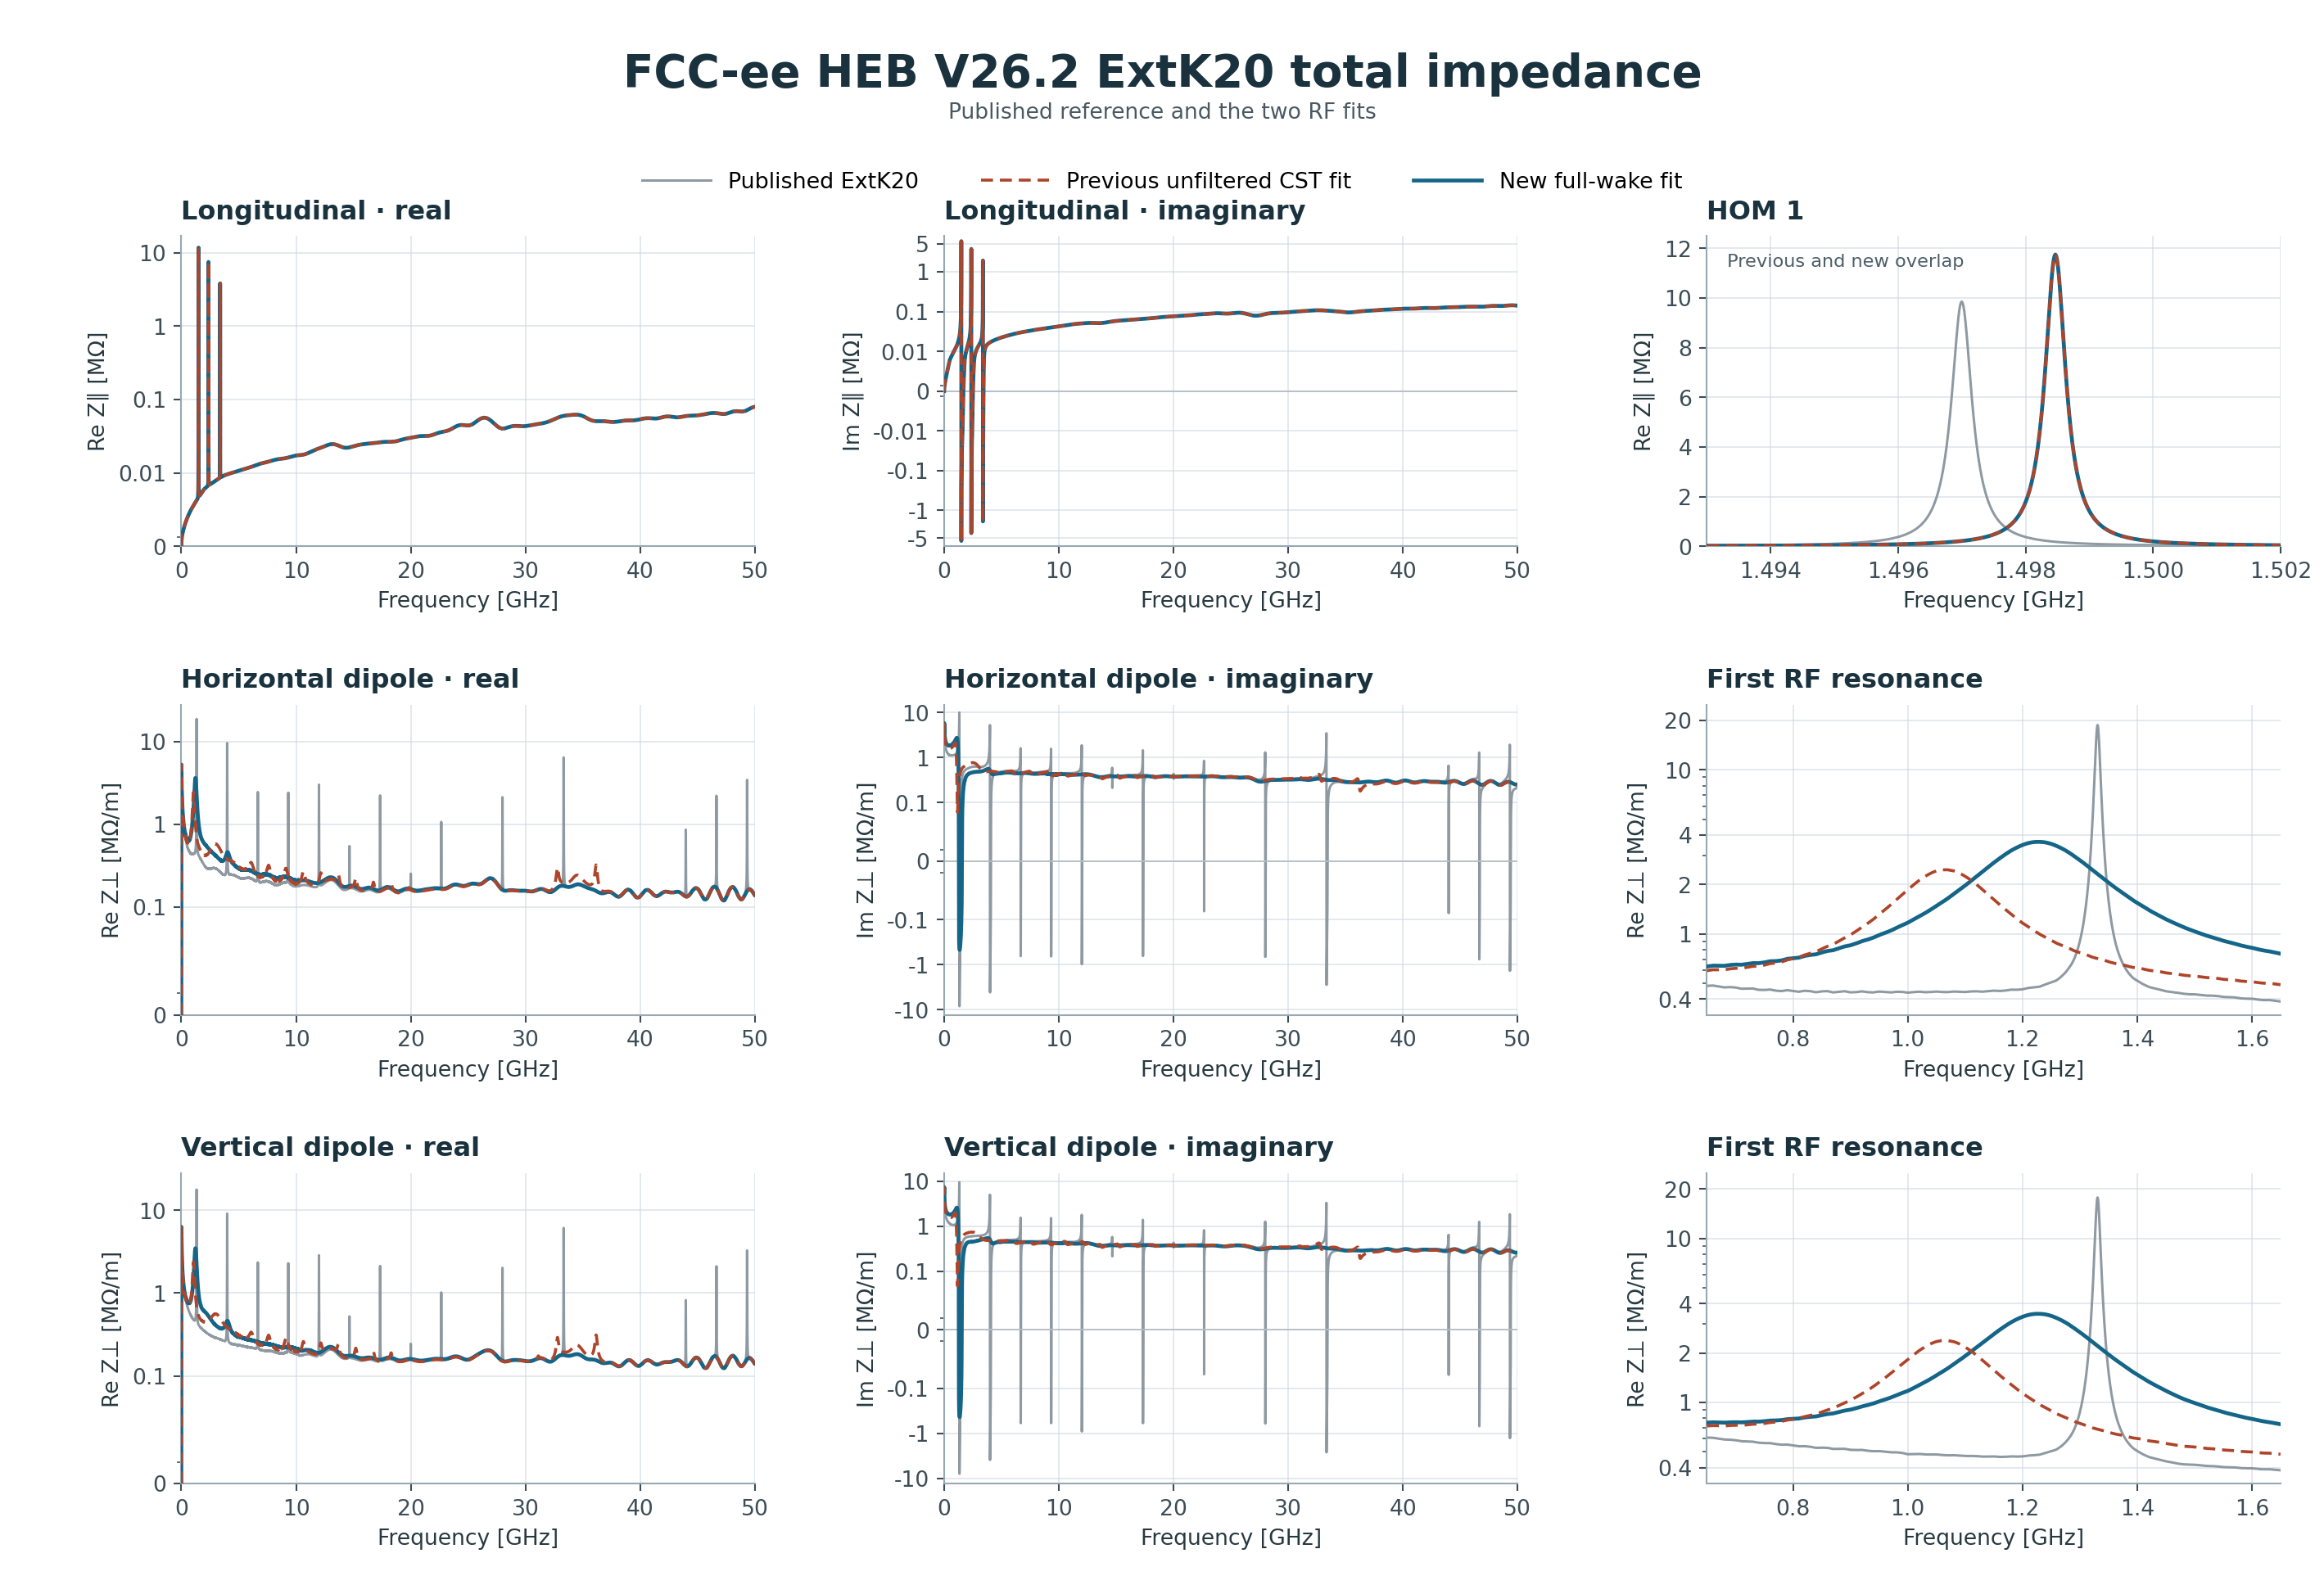 FCC-ee HEB V26.2 ExtK20 total impedance
Published reference and the two RF fits
Published ExtK20
Previous unfiltered CST fit
New full-wake fit
Longitudinal · real
10
1
0.1
0.01
0
Re Z∥ [MΩ]
0 10 20 30 40 50
Frequency [GHz]
Longitudinal · imaginary
5
1
0.1
0.01
0
-0.01
-0.1
-1
-5
Im Z∥ [MΩ]
0 10 20 30 40 50
Frequency [GHz]
HOM 1
Previous and new overlap
12
10
8
6
4
2
0
Re Z∥ [MΩ]
1.494 1.496 1.498 1.500 1.502
Frequency [GHz]
Horizontal dipole · real
10
1
0.1
0
Re Z⊥ [MΩ/m]
0 10 20 30 40 50
Frequency [GHz]
Horizontal dipole · imaginary
10
1
0.1
0
-0.1
-1
-10
Im Z⊥ [MΩ/m]
0 10 20 30 40 50
Frequency [GHz]
First RF resonance
20
10
4
2
1
0.4
Re Z⊥ [MΩ/m]
0.8 1.0 1.2 1.4 1.6
Frequency [GHz]
Vertical dipole · real
10
1
0.1
0
Re Z⊥ [MΩ/m]
0 10 20 30 40 50
Frequency [GHz]
Vertical dipole · imaginary
10
1
0.1
0
-0.1
-1
-10
Im Z⊥ [MΩ/m]
0 10 20 30 40 50
Frequency [GHz]
First RF resonance
20
10
4
2
1
0.4
Re Z⊥ [MΩ/m]
0.8 1.0 1.2 1.4 1.6
Frequency [GHz]